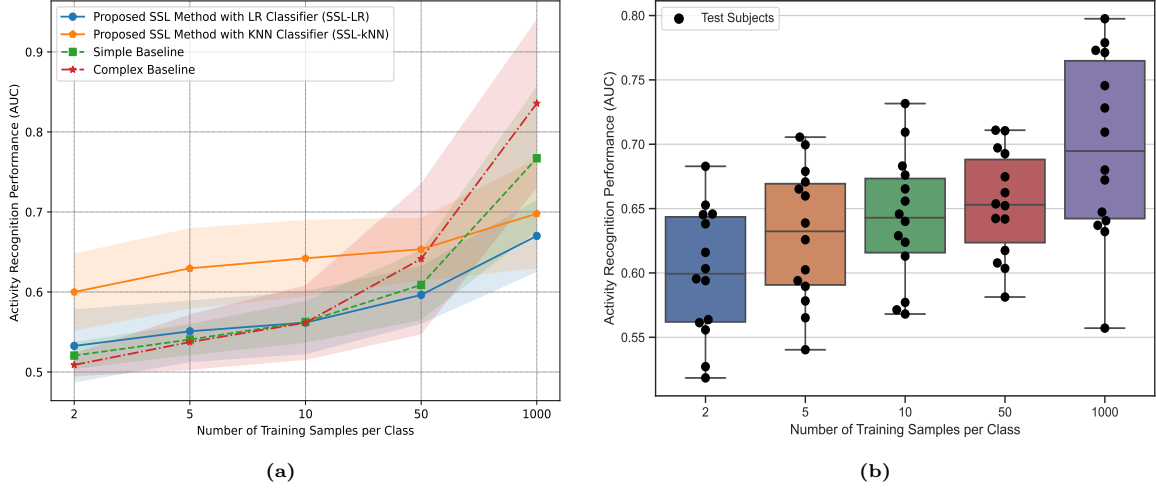 Proposed SSL Method with LR Classifier (SSL-LR)
Proposed SSL Method with KNN Classifier (SSL-kNN)
Simple Baseline
Complex Baseline
Activity Recognition Performance (AUC)
0.9
0.8
0.7
0.6
0.5
2 5 10 50 1000
Number of Training Samples per Class
(a)
Test Subjects
Activity Recognition Performance (AUC)
0.80
0.75
0.70
0.65
0.60
0.55
2 5 10 50 1000
Number of Training Samples per Class
(b)